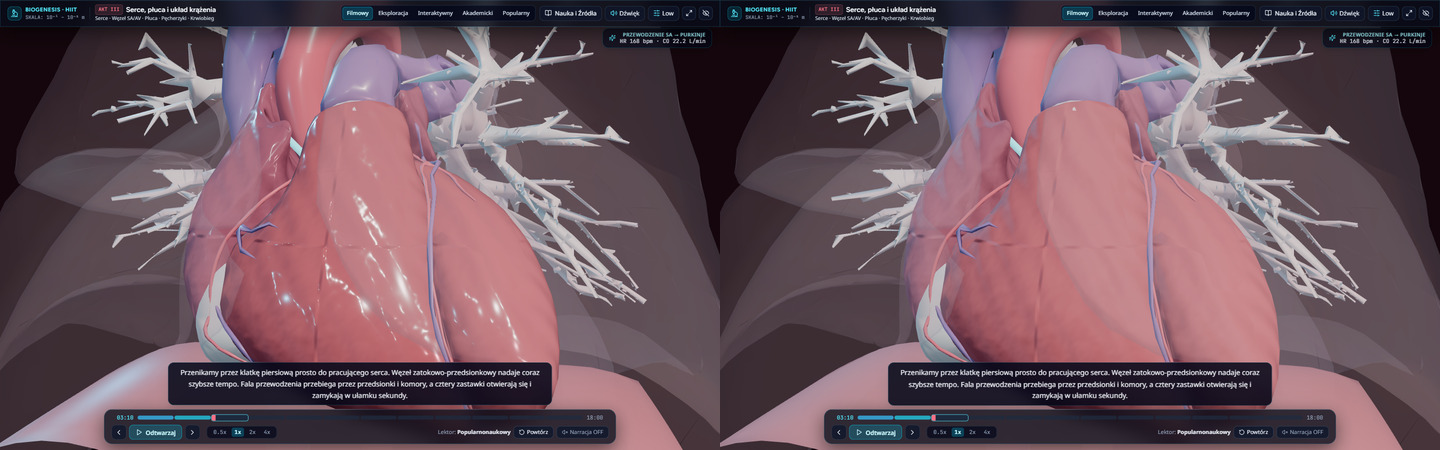 BIOGENESIS · HIIT
SKALA: 10⁻¹ – 10⁻⁹ m
AKT III
Serce, płuca i układ krążenia
Serce · Węzeł SA/AV · Płuca · Pęcherzyki · Krwiobieg
Filmowy
Eksploracja
Interaktywny
Akademicki
Popularny
Nauka i Źródła
Dźwięk
Low
PRZEWODZENIE SA → PURKINJE
HR 168 bpm · CO 22.2 L/min
Przenikamy przez klatkę piersiową prosto do pracującego serca. Węzeł zatokowo-przedsionkowy nadaje coraz
szybsze tempo. Fala przewodzenia przebiega przez przedsionki i komory, a cztery zastawki otwierają się i
zamykają w ułamku sekundy.
03:10
18:00
Odtwarzaj
0.5x
1x
2x
4x
Lektor: Popularnonaukowy
Powtórz
Narracja OFF
BIOGENESIS · HIIT
AKT III
Serce, płuca i układ krążenia
Serce · Węzeł SA/AV · Płuca · Pęcherzyki · Krwiobieg
Filmowy
Eksploracja
Interaktywny
Akademicki
Popularny
Nauka i Źródła
Dźwięk
Low
PRZEWODZENIE SA → PURKINJE
HR 168 bpm · CO 22.2 L/min
Przenikamy przez klatkę piersiową prosto do pracującego serca. Węzeł zatokowo-przedsionkowy nadaje coraz
szybsze tempo. Fala przewodzenia przebiega przez przedsionki i komory, a cztery zastawki otwierają się i
zamykają w ułamku sekundy.
03:10
18:00
Odtwarzaj
0.5x
1x
2x
4x
Lektor: Popularnonaukowy
Powtórz
Narracja OFF